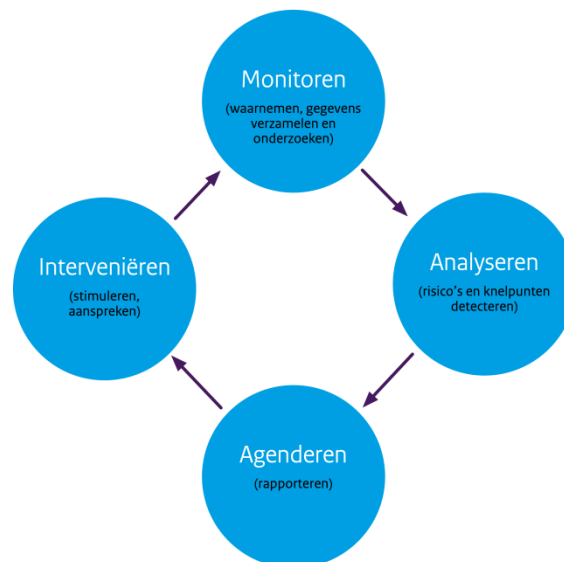 Monitoren
(waarnemen, gegevens
verzamelen en
onderzoeken)
Analyseren
(risico's en knelpunten
detecteren)
Agenderen
(rapporteren)
Interveniëren
(stimuleren,
aanspreken)